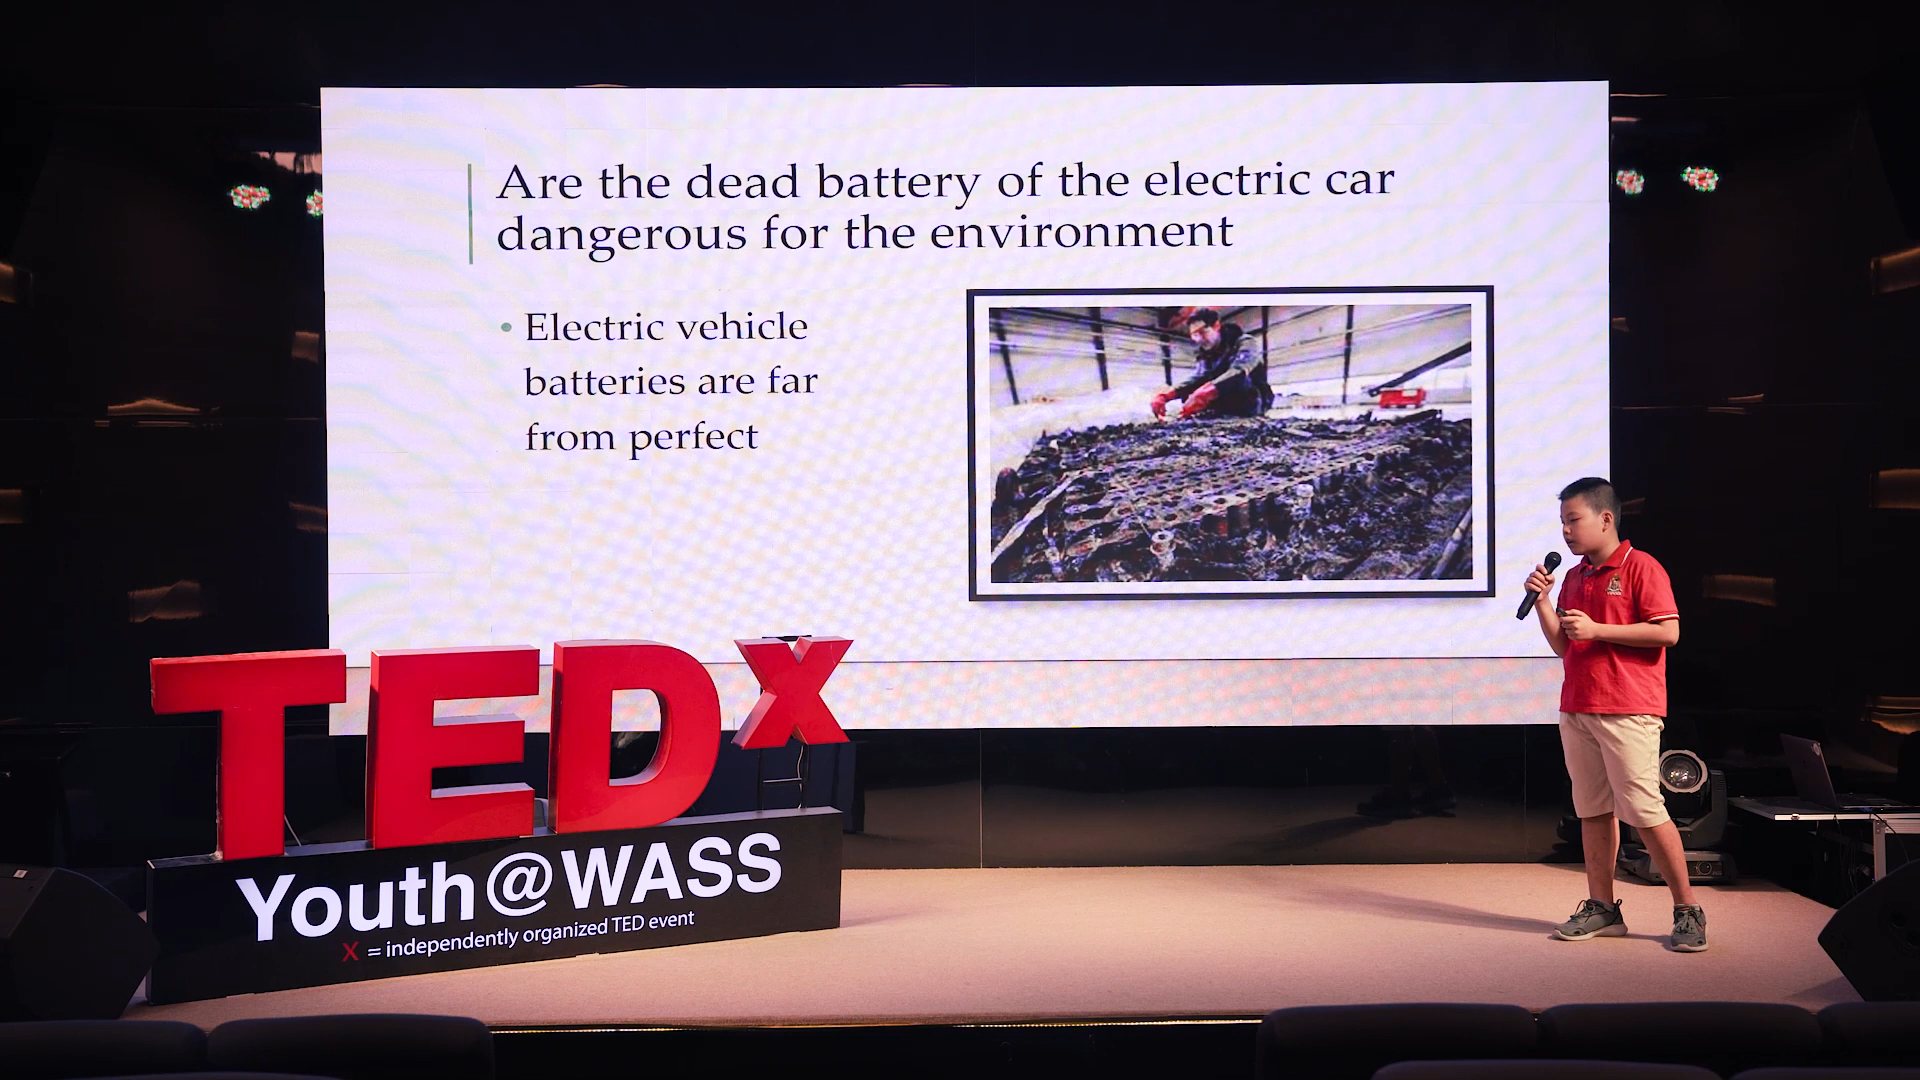 Are the dead battery of the electric car
dangerous for the environment
• Electric vehicle
batteries are far
from perfect
TEDx
Youth@WASS
X = independently organized TED event